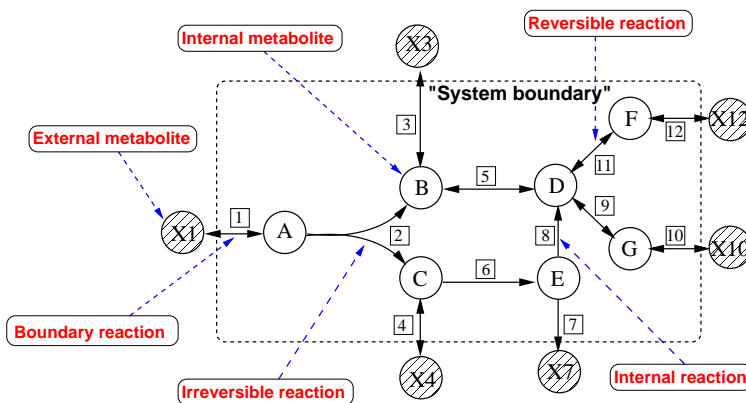 Internal metabolite
X3
Reversible reaction
"System boundary"
External metabolite
3
F
12
X12
11
B
5
D
9
X1
1
A
2
8
G
10
X10
C
6
E
Boundary reaction
4
7
Irreversible reaction
X4
X7
Internal reaction